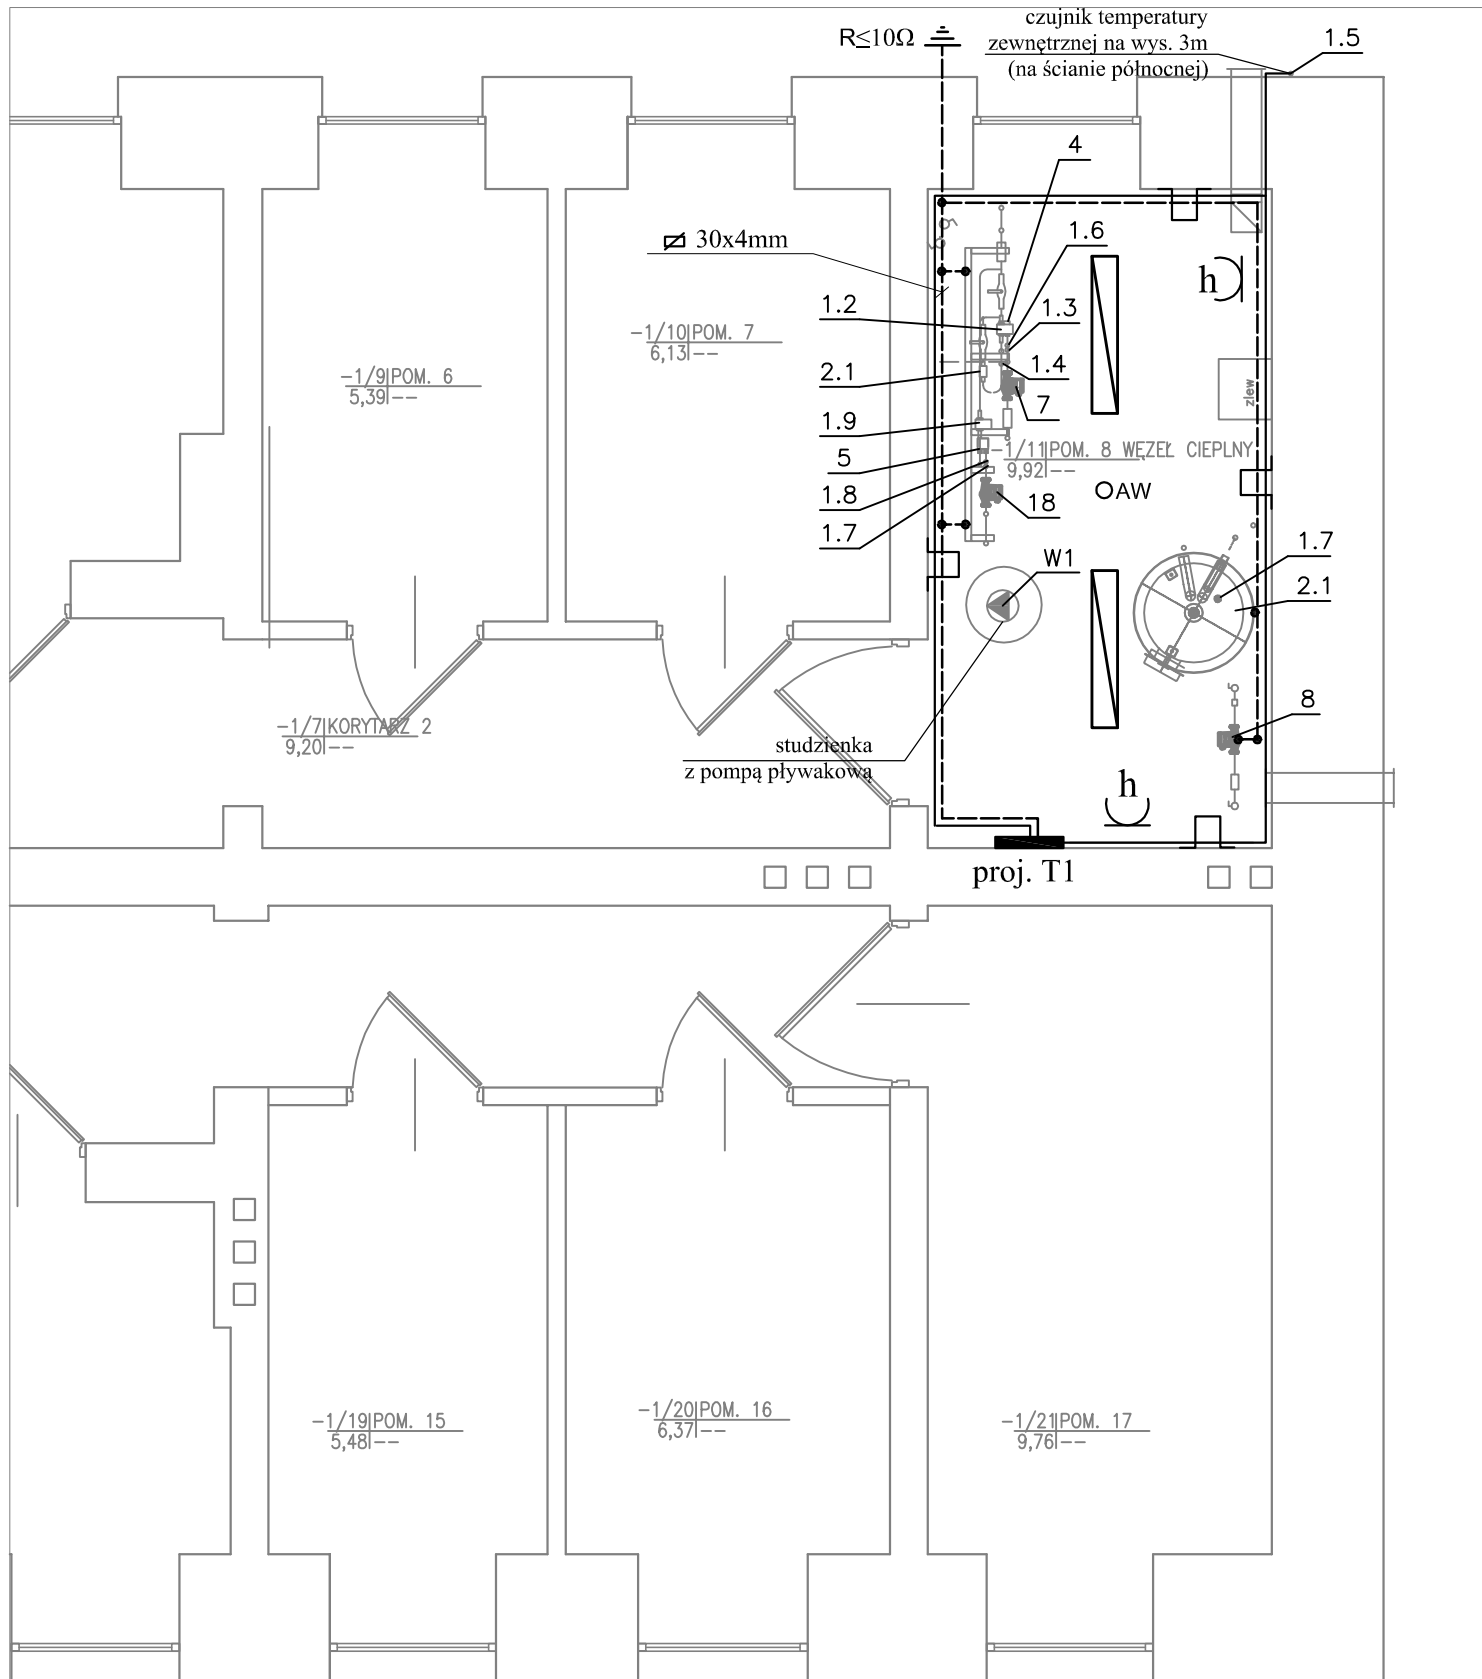 czujnik temperatury
zewnętrznej na wys. 3m
(na ścianie północnej)
R≤10Ω
1.5
4
1.6
30x4mm
1.2
1.3
h
-1/10|POM. 7
6,13|--
-1/9|POM. 6
5,39|--
2.1
1.4
7
zlew
1.9
-1/11|POM. 8 WĘZEŁ CIEPLNY
9,92|--
5
1.8
AW
18
1.7
W1
1.7
2.1
-1/7|KORYTARZ 2
9,20|--
8
studzienka
z pompą pływakową
h
proj. T1
-1/19|POM. 15
5,48|--
-1/20|POM. 16
6,37|--
-1/21|POM. 17
9,76|--